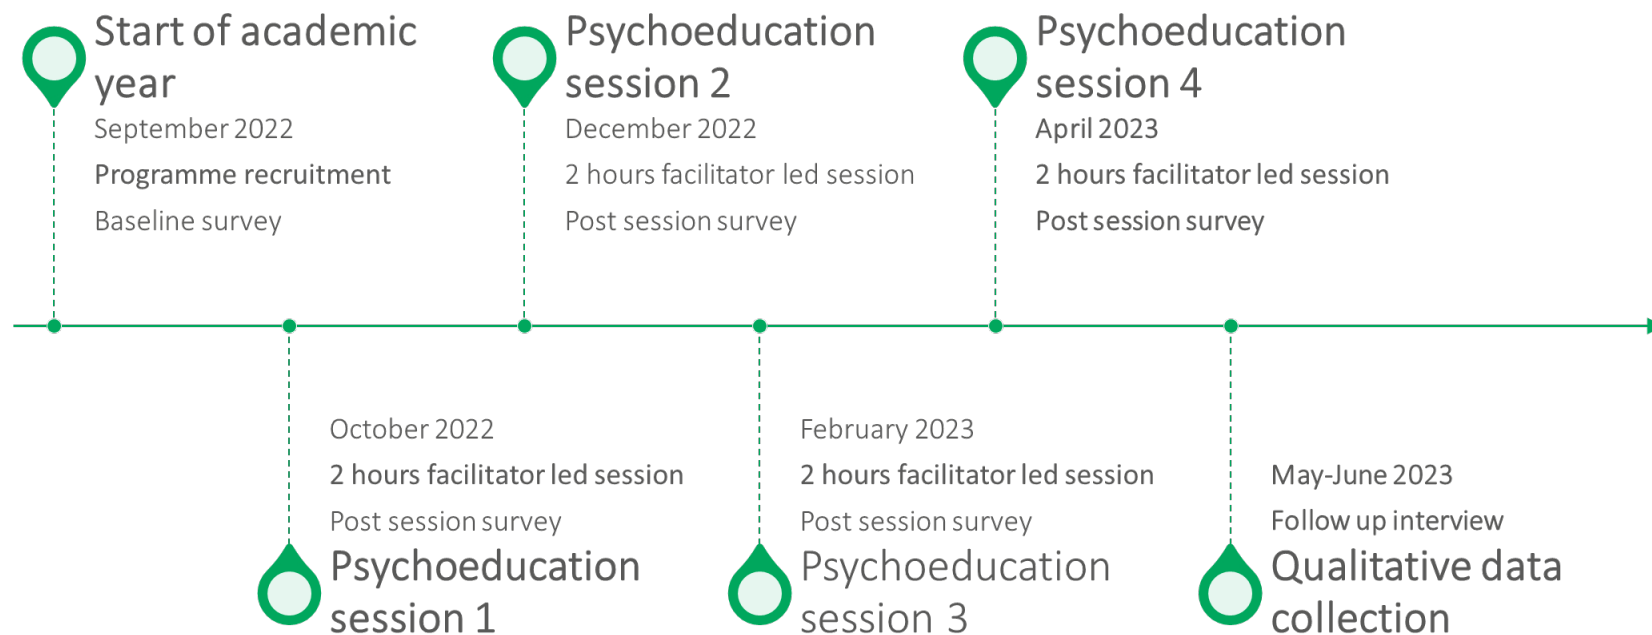 Start of academic
year
September 2022
Programme recruitment
Baseline survey
Psychoeducation
session 2
December 2022
2 hours facilitator led session
Post session survey
Psychoeducation
session 4
April 2023
2 hours facilitator led session
Post session survey
October 2022
2 hours facilitator led session
Post session survey
Psychoeducation
session 1
February 2023
2 hours facilitator led session
Post session survey
Psychoeducation
session 3
May-June 2023
Follow up interview
Qualitative data
collection